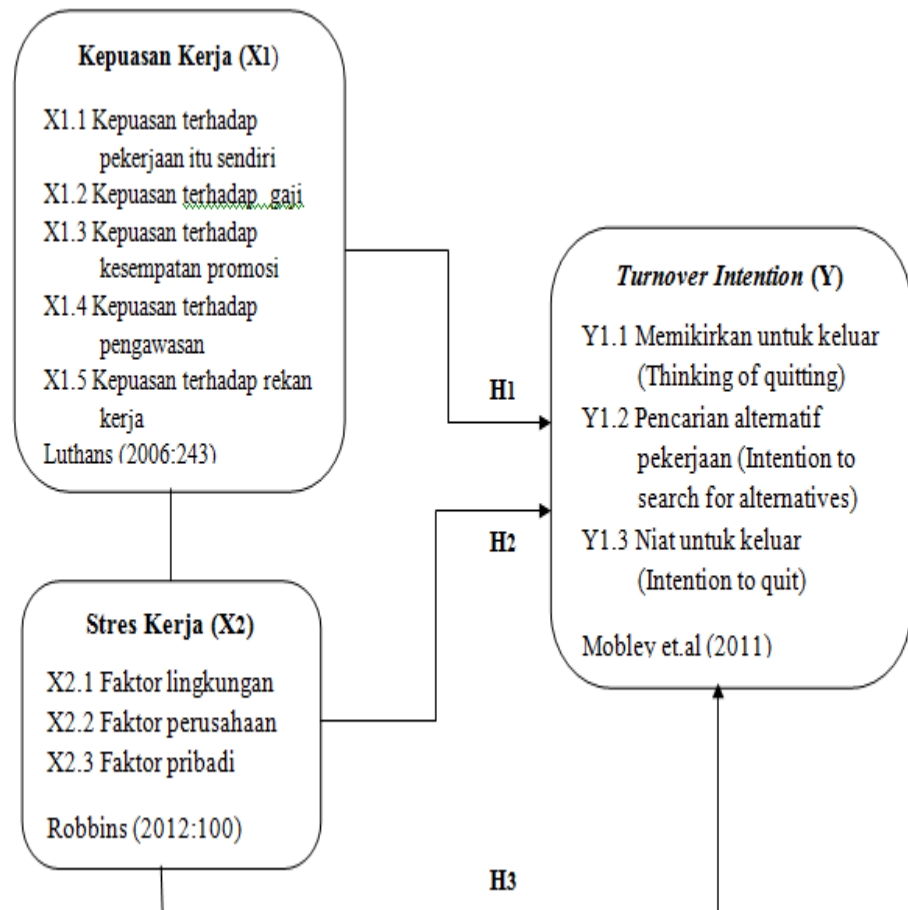 Kepuasan Kerja (X1)
X1.1 Kepuasan terhadap
pekerjaan itu sendiri
X1.2 Kepuasan terhadap gaji
X1.3 Kepuasan terhadap
kesempatan promosi
X1.4 Kepuasan terhadap
pengawasan
X1.5 Kepuasan terhadap rekan
kerja
Luthans (2006:243)
H1
H2
Turnover Intention (Y)
Y1.1 Memikirkan untuk keluar
(Thinking of quitting)
Y1.2 Pencarian alternatif
pekerjaan (Intention to
search for alternatives)
Y1.3 Niat untuk keluar
(Intention to quit)
Mobley et.al (2011)
Stres Kerja (X2)
X2.1 Faktor lingkungan
X2.2 Faktor perusahaan
X2.3 Faktor pribadi
Robbins (2012:100)
H3